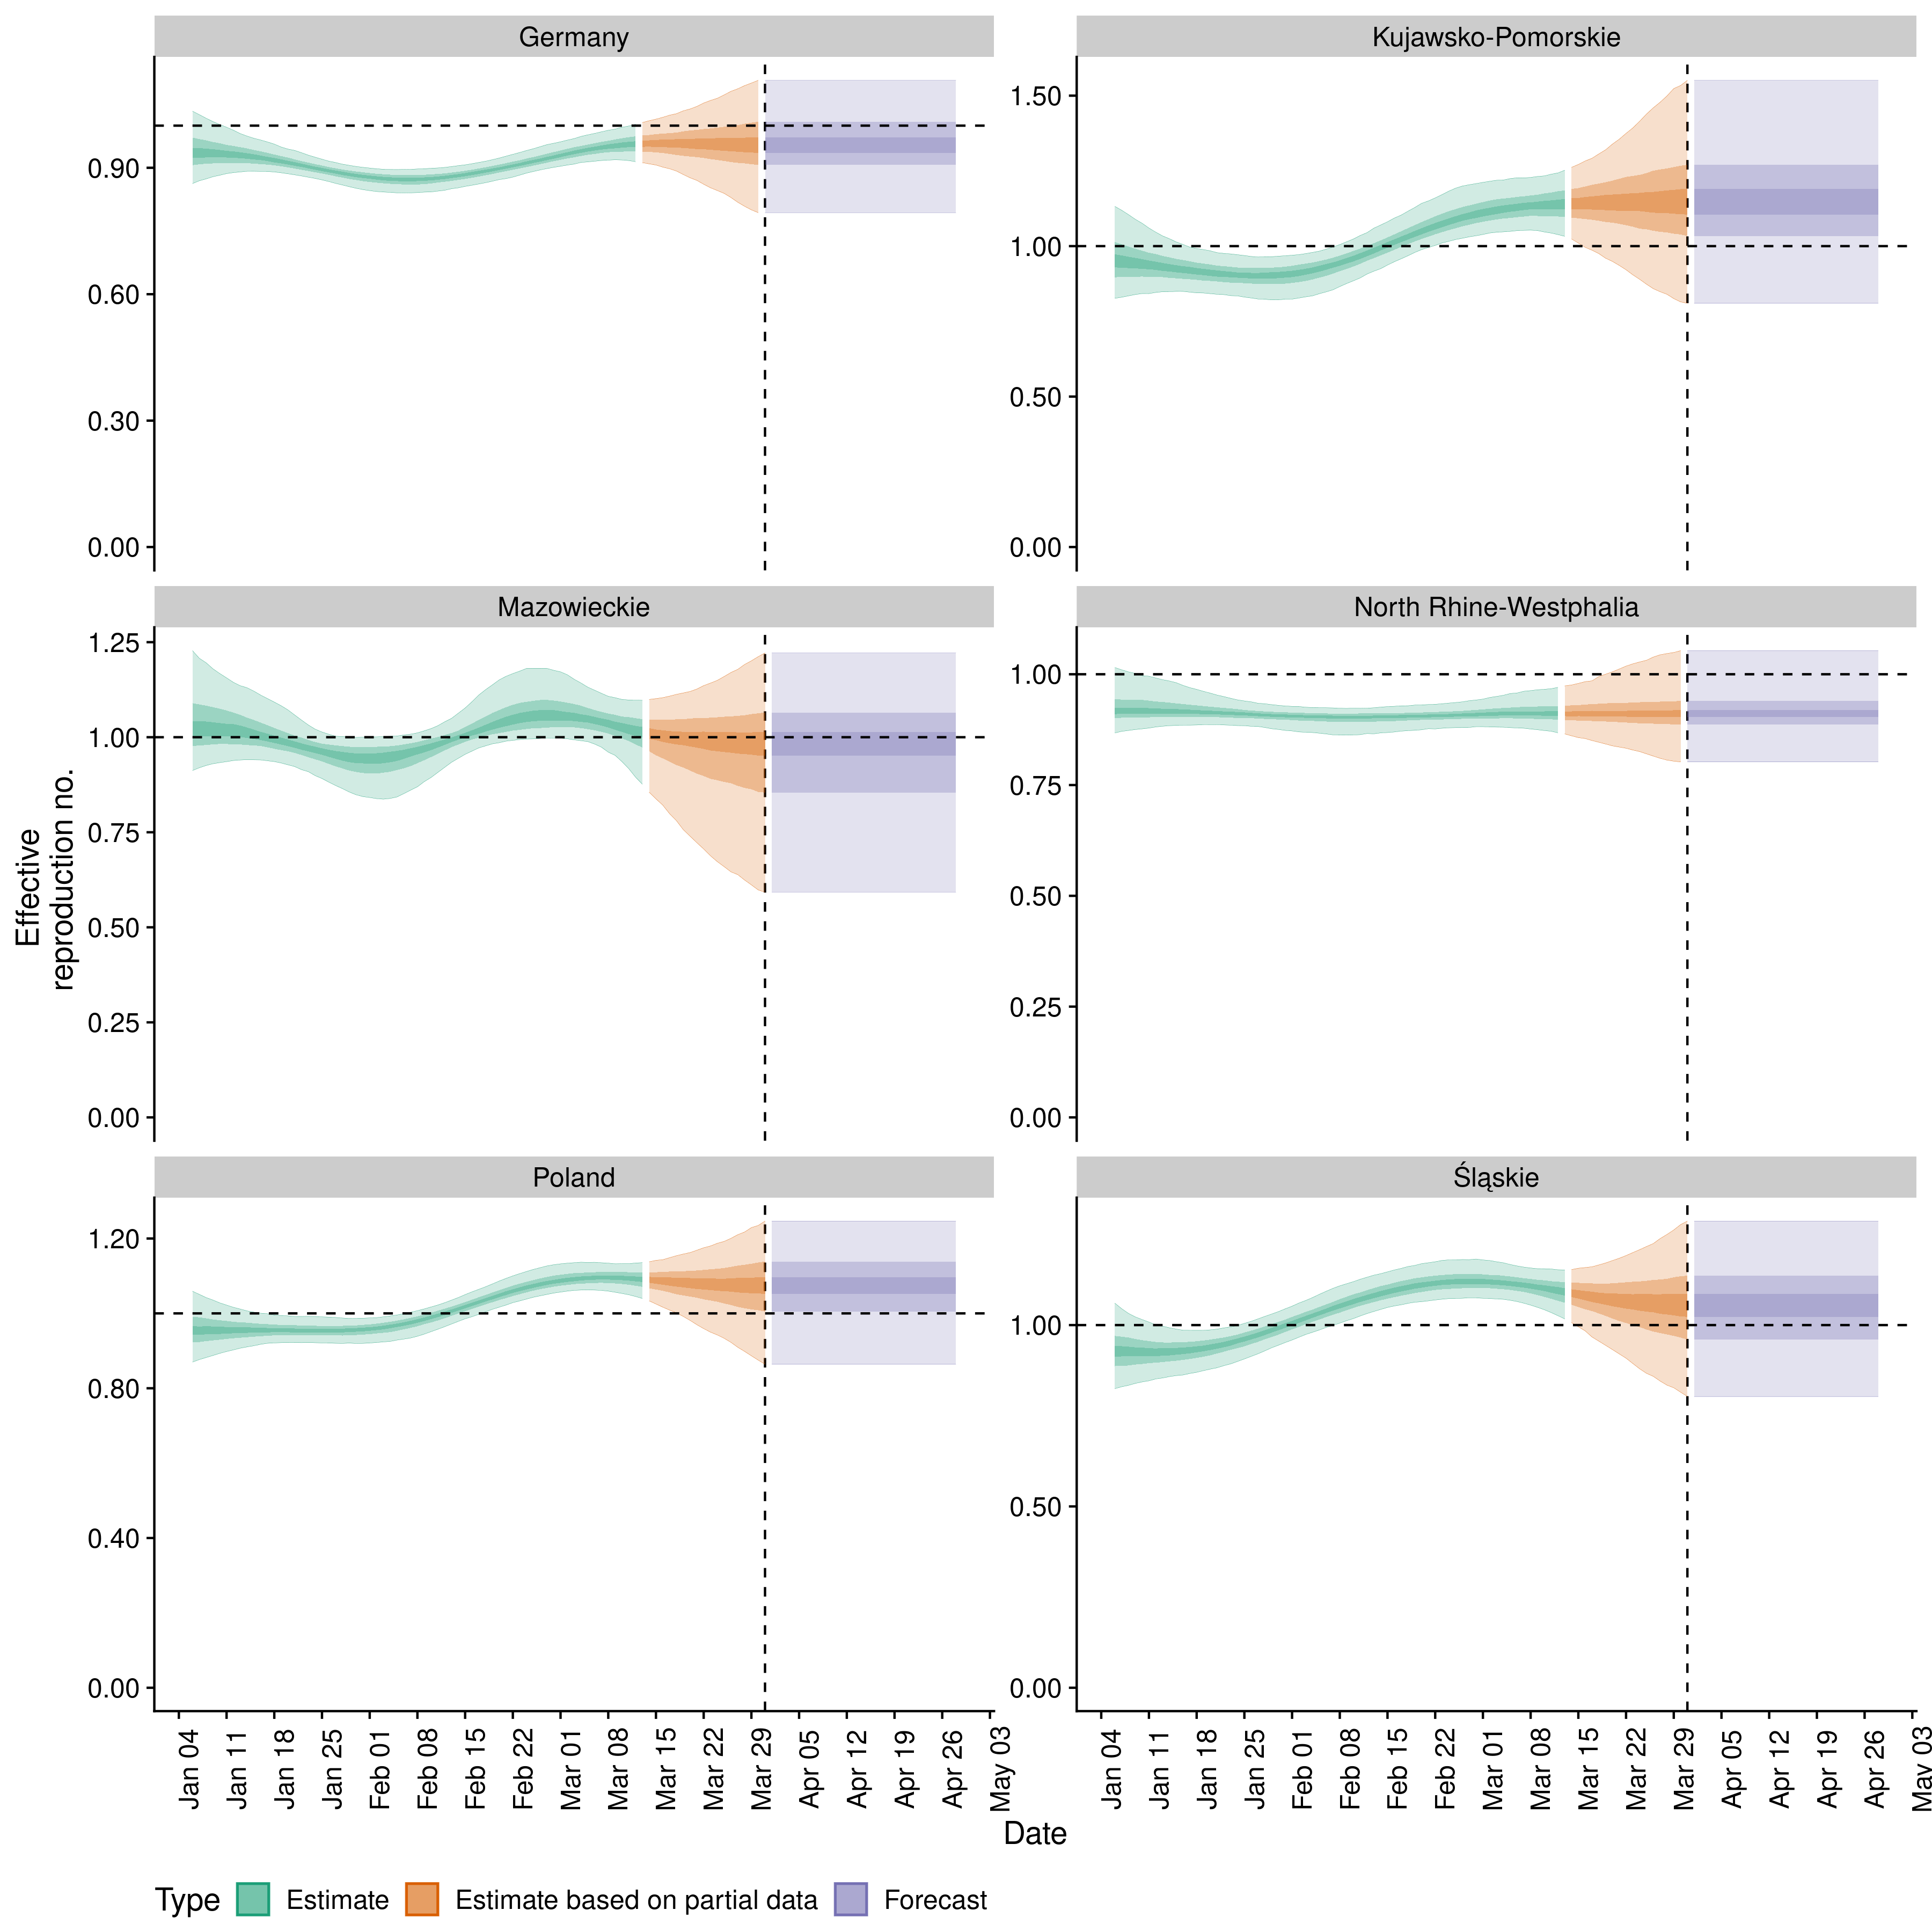 Germany
Kujawsko-Pomorskie
0.90
0.60
0.30
0.00
1.50
1.00
0.50
0.00
Mazowieckie
North Rhine-Westphalia
1.25
1.00
0.75
0.50
0.25
0.00
1.00
0.75
0.50
0.25
0.00
Effective
reproduction no.
Poland
Śląskie
1.20
0.80
0.40
0.00
1.00
0.50
0.00
Jan 04
Jan 11
Jan 18
Jan 25
Feb 01
Feb 08
Feb 15
Feb 22
Mar 01
Mar 08
Mar 15
Mar 22
Mar 29
Apr 05
Apr 12
Apr 19
Apr 26
May 03
Jan 04
Jan 11
Jan 18
Jan 25
Feb 01
Feb 08
Feb 15
Feb 22
Mar 01
Mar 08
Mar 15
Mar 22
Mar 29
Apr 05
Apr 12
Apr 19
Apr 26
May 03
Date
Type Estimate Estimate based on partial data Forecast